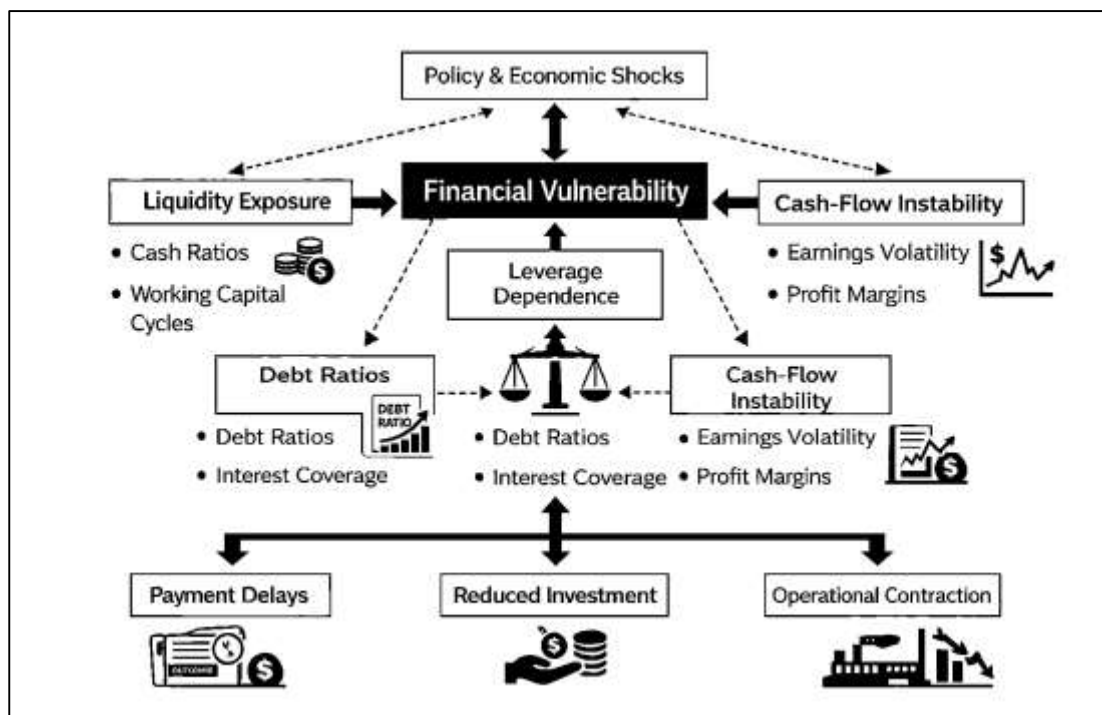 Policy & Economic Shocks
Liquidity Exposure
Financial Vulnerability
Cash-Flow Instability
• Cash Ratios
• Working Capital
Cycles
$
Leverage
Dependence
• Earnings Volatility
• Profit Margins
$
Debt Ratios
DEBT
RATIO
• Debt Ratios
• Interest Coverage
• Debt Ratios
• Interest Coverage
Cash-Flow
Instability
• Earnings Volatility
• Profit Margins
$
Payment Delays
Reduced Investment
Operational Contraction
$
$